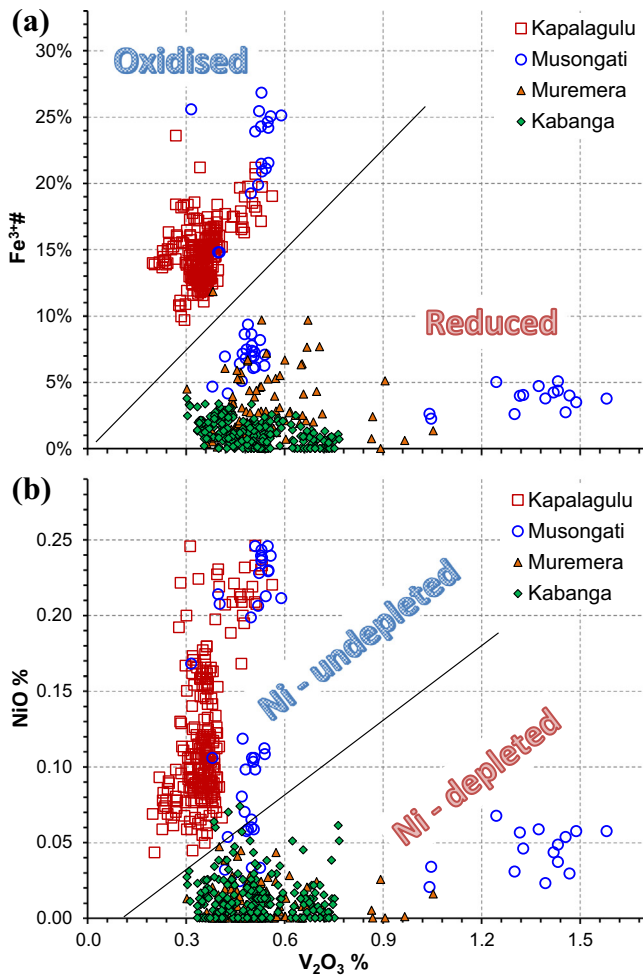 (a)
30%
25%
20%
15%
10%
5%
0%
Fe³⁺#
Oxidised
Reduced
Kapalagulu
Musongati
Muremera
Kabanga
(b)
0.25
0.20
0.15
0.10
0.05
0.00
NiO %
Kapalagulu
Musongati
Muremera
Kabanga
Ni - undepleted
Ni - depleted
0.0 0.3 0.6 0.9 1.2 1.5
V₂O₃ %